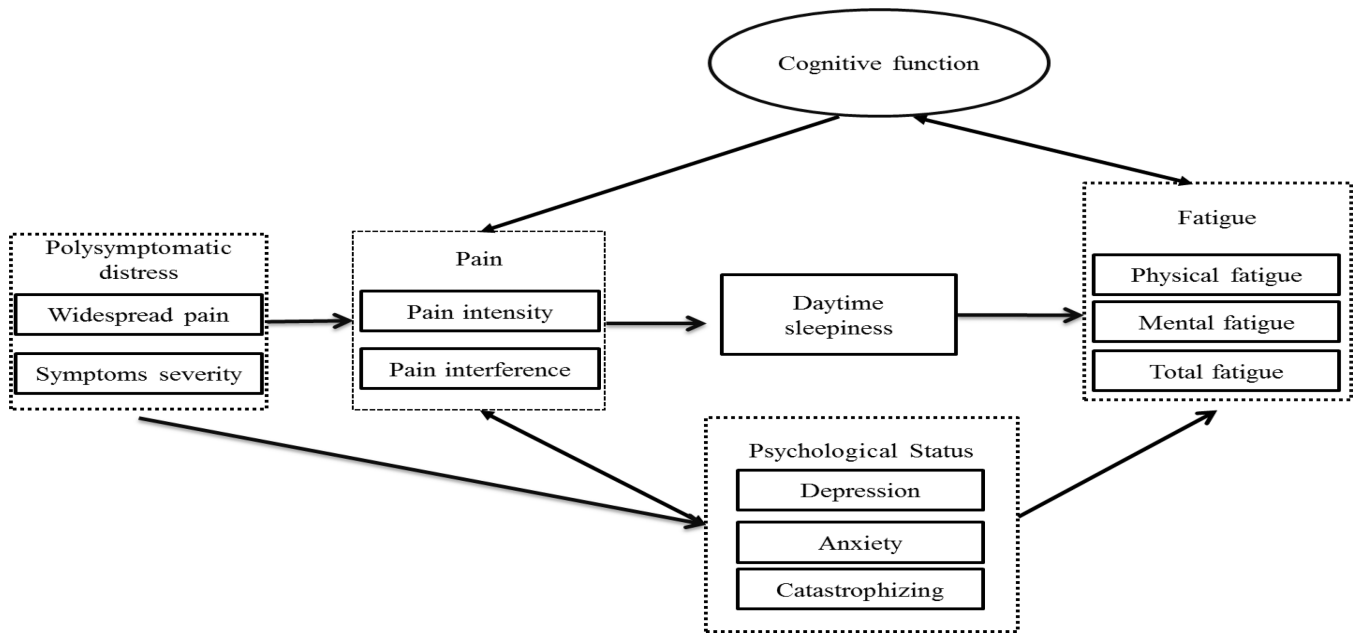 Cognitive function
Polysymptomatic
distress
Widespread pain
Symptoms severity
Pain
Pain intensity
Pain interference
Daytime
sleepiness
Fatigue
Physical fatigue
Mental fatigue
Total fatigue
Psychological Status
Depression
Anxiety
Catastrophizing